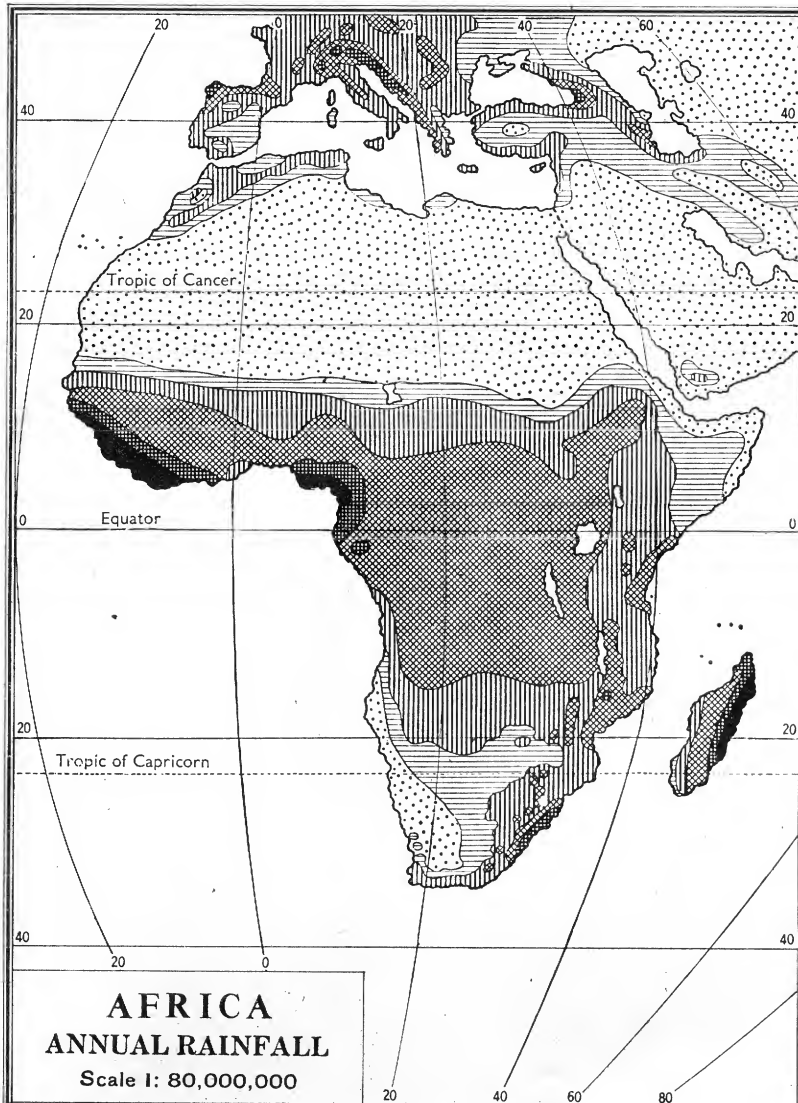 20 0 20 40 60
40 40
Tropic of Cancer
20 20
0 Equator 0
20 20
Tropic of Capricorn
40 40
20 0
AFRICA
ANNUAL RAINFALL
Scale 1: 80,000,000
20 40 60 80